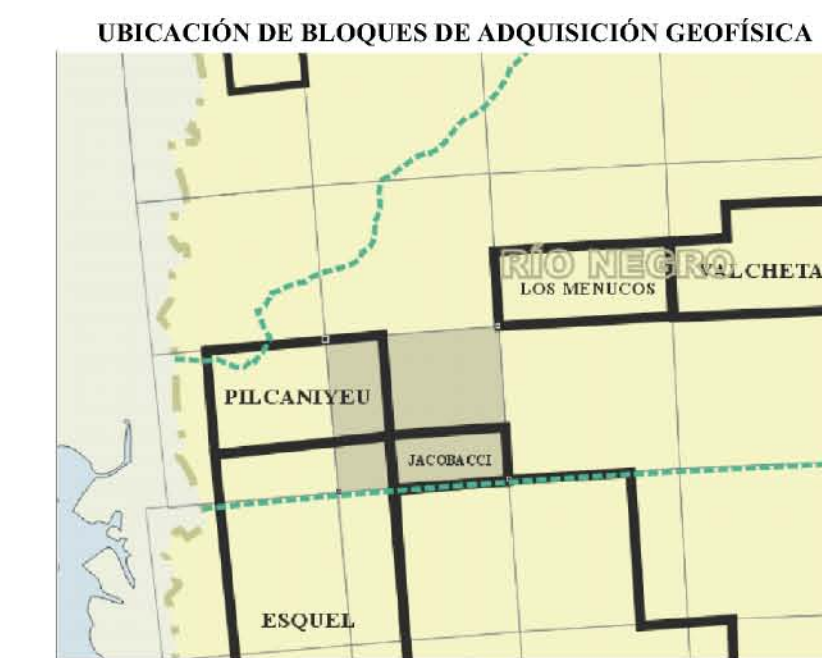 UBICACIÓN DE BLOQUES DE ADQUISICIÓN GEOFÍSICA
RÍO NEGRO
VALCHETA
LOS MENUCOS
PILCANIYEU
JACOBACCI
ESQUEL